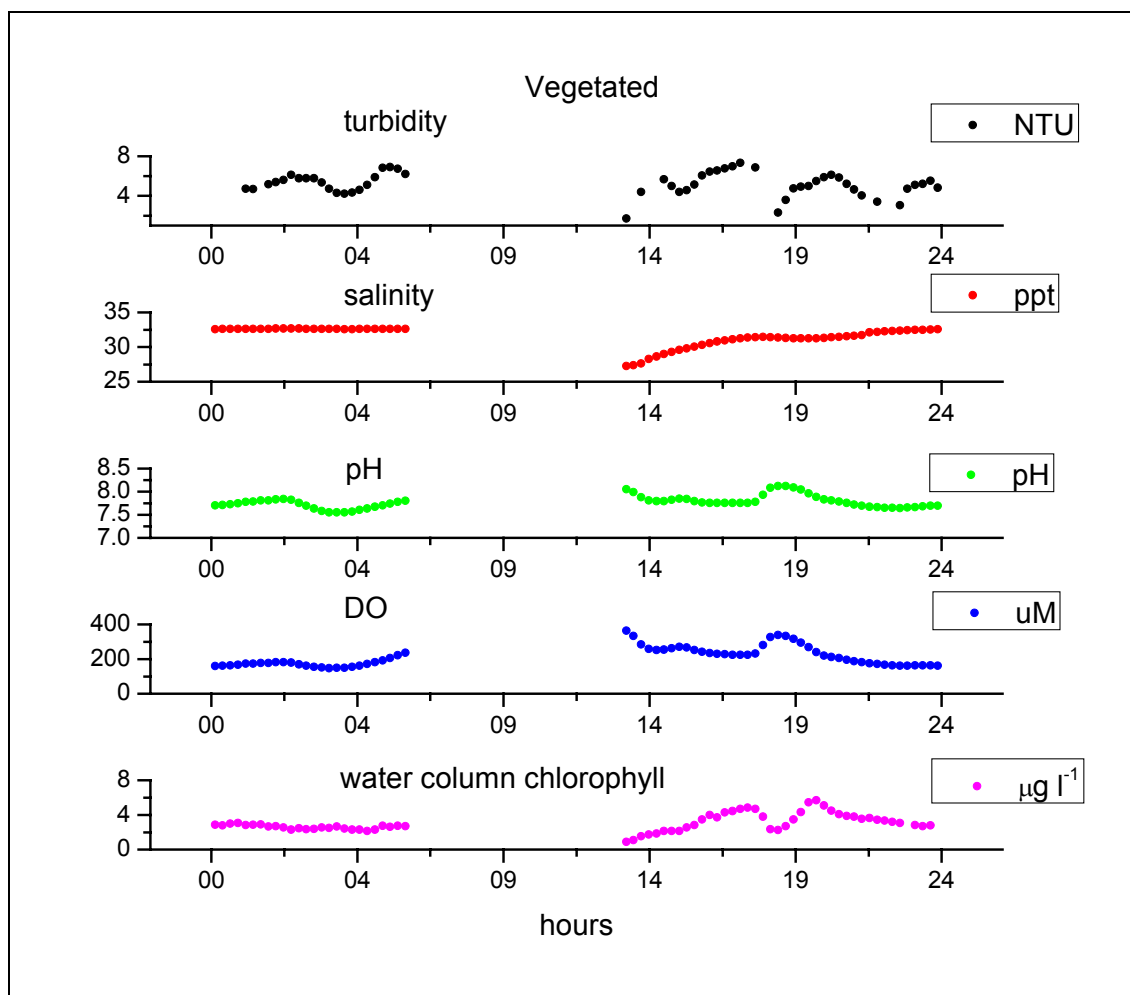 Vegetated
turbidity
NTU
8
4
00 04 09 14 19 24
salinity
ppt
35
30
25
00 04 09 14 19 24
pH
pH
8.5
8.0
7.5
7.0
00 04 09 14 19 24
DO
uM
400
200
0
00 04 09 14 19 24
water column chlorophyll
μg l⁻¹
8
4
0
00 04 09 14 19 24
hours